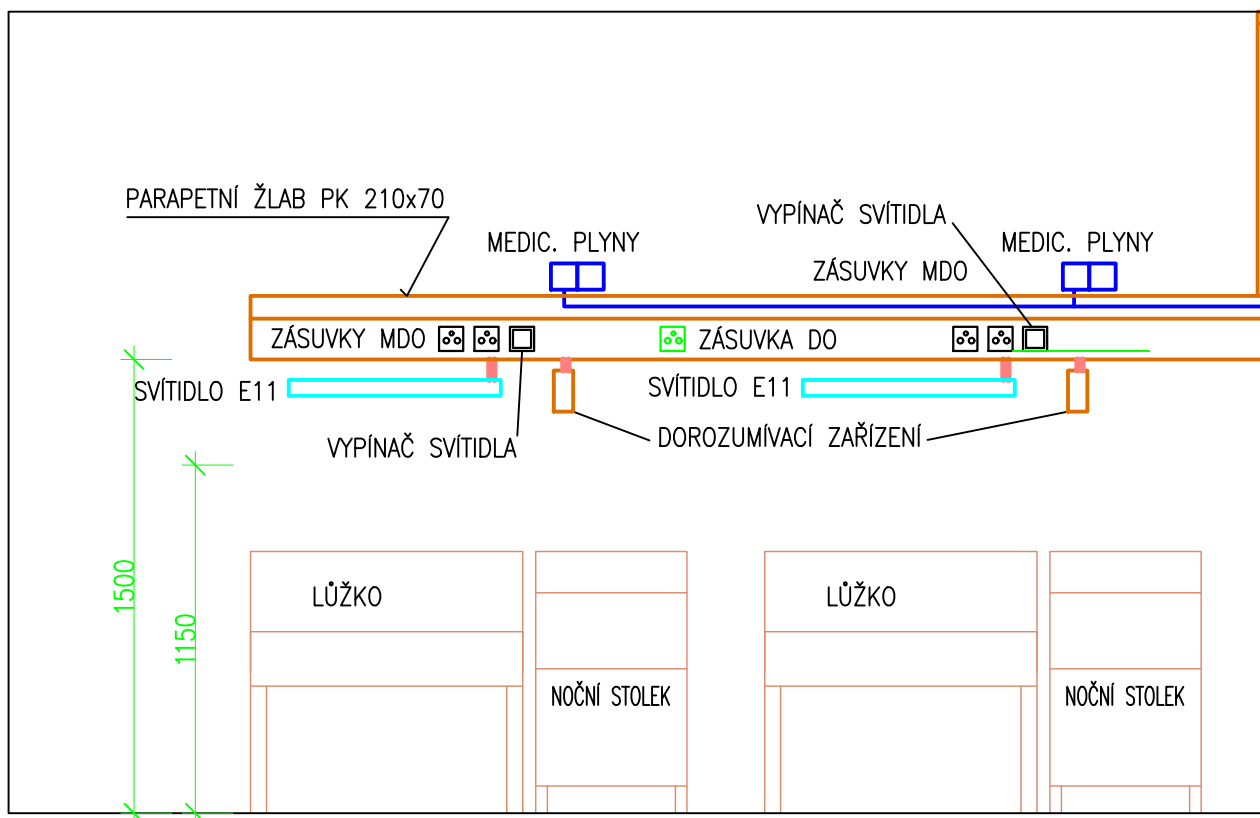 PARAPETNÍ ŽLAB PK 210x70
VYPÍNAČ SVÍTIDLA
MEDIC. PLYNY
MEDIC. PLYNY
ZÁSUVKY MDO
ZÁSUVKY MDO
ZÁSUVKA DO
SVÍTIDLO E11
SVÍTIDLO E11
VYPÍNAČ SVÍTIDLA
DOROZUMÍVACÍ ZAŘÍZENÍ
1500
1150
LŮŽKO
LŮŽKO
NOČNÍ STOLEK
NOČNÍ STOLEK